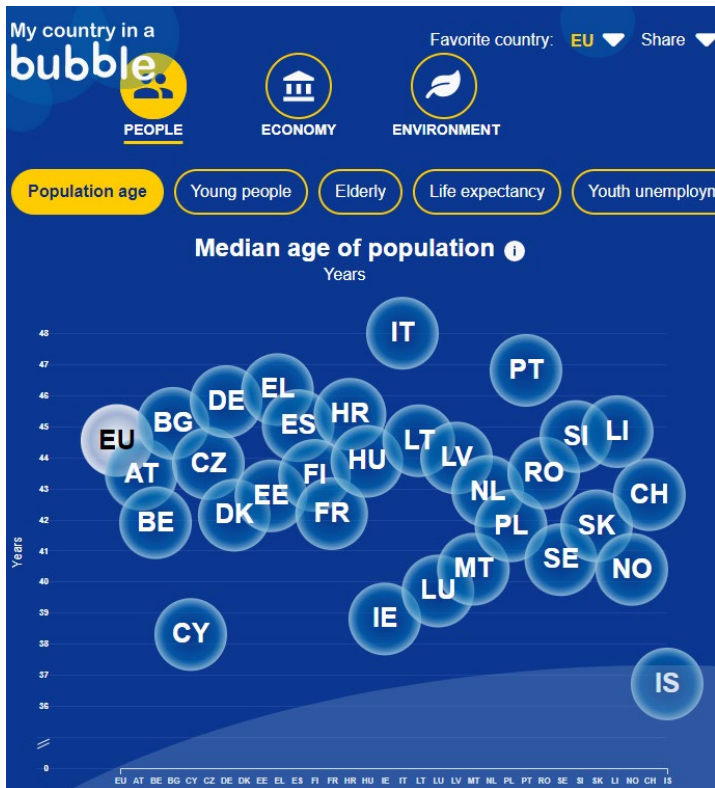 My country in a
bubble
Favorite country: EU Share
PEOPLE ECONOMY ENVIRONMENT
Population age Young people Elderly Life expectancy Youth unemploym
Median age of population i
Years
48
47
46
45
44
43
42
41
40
39
38
37
36
0
Years
IT
PT
EL
DE
HR
BG
ES
LI
SI
EU
LT
LV
HU
CZ
AT
FI
RO
NL
EE
CH
DK
FR
BE
PL
SK
SE
MT
NO
LU
IE
CY
IS
EU AT BE BG CY CZ DE DK EE EL ES FI FR HR HU IE IT LT LU LV MT NL PL PT RO SE SI SK LI NO CH IS